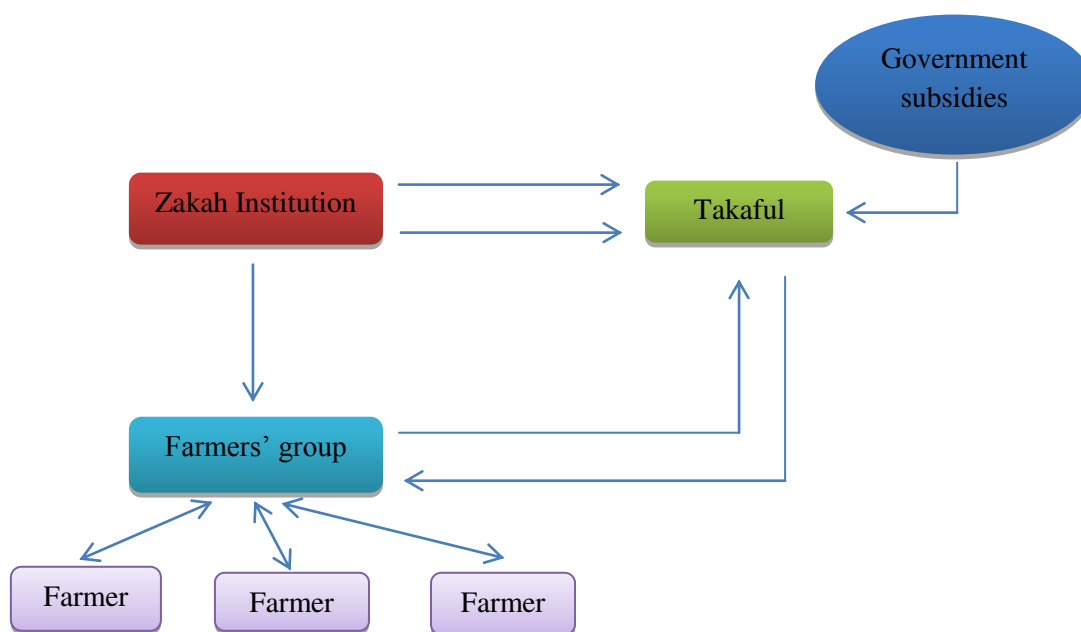 Government
subsidies
Zakah Institution
Takaful
Farmers’ group
Farmer
Farmer
Farmer